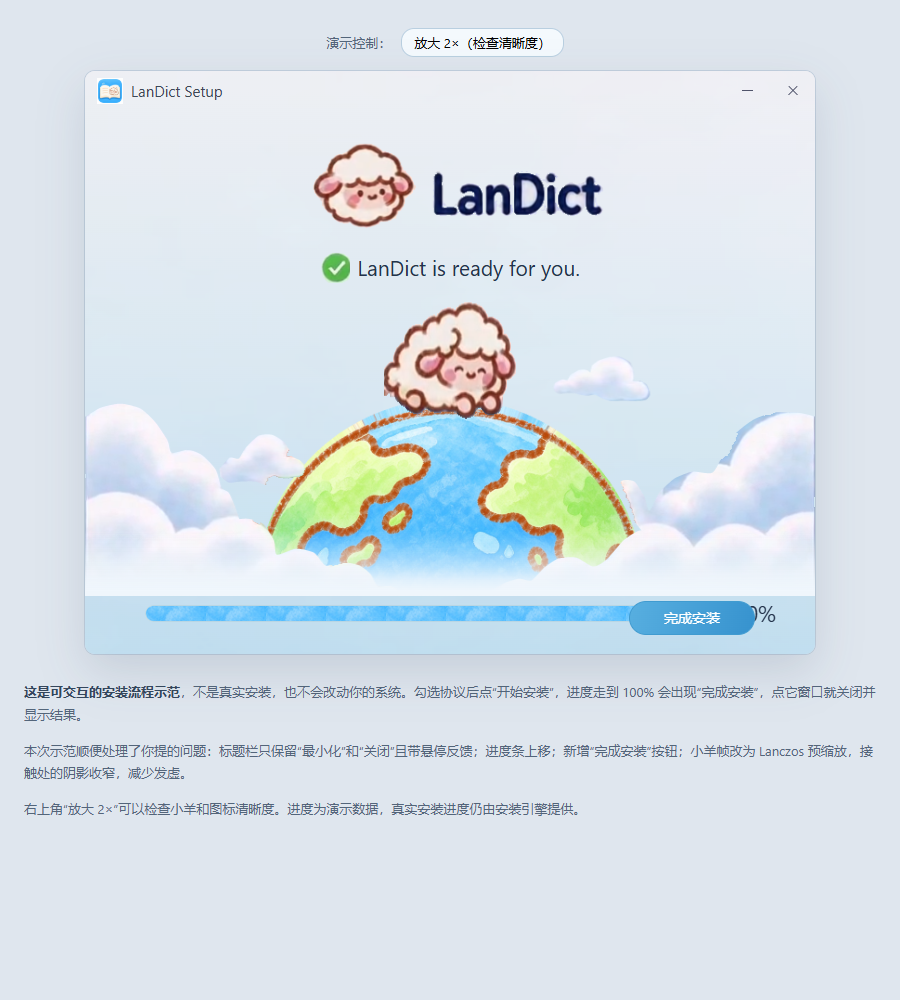 演示控制：
放大 2×（检查清晰度）
LanDict Setup
LanDict
LanDict is ready for you.
完成安装
0%
这是可交互的安装流程示范，不是真实安装，也不会改动你的系统。勾选协议后点“开始安装”，进度走到 100% 会出现“完成安装”，点它窗口就关闭并
显示结果。
本次示范顺便处理了你提的问题：标题栏只保留“最小化”和“关闭”且带悬停反馈；进度条上移；新增“完成安装”按钮；小羊帧改为 Lanczos 预缩放，接
触处的阴影收窄，减少发虚。
右上角“放大 2×”可以检查小羊和图标清晰度。进度为演示数据，真实安装进度仍由安装引擎提供。